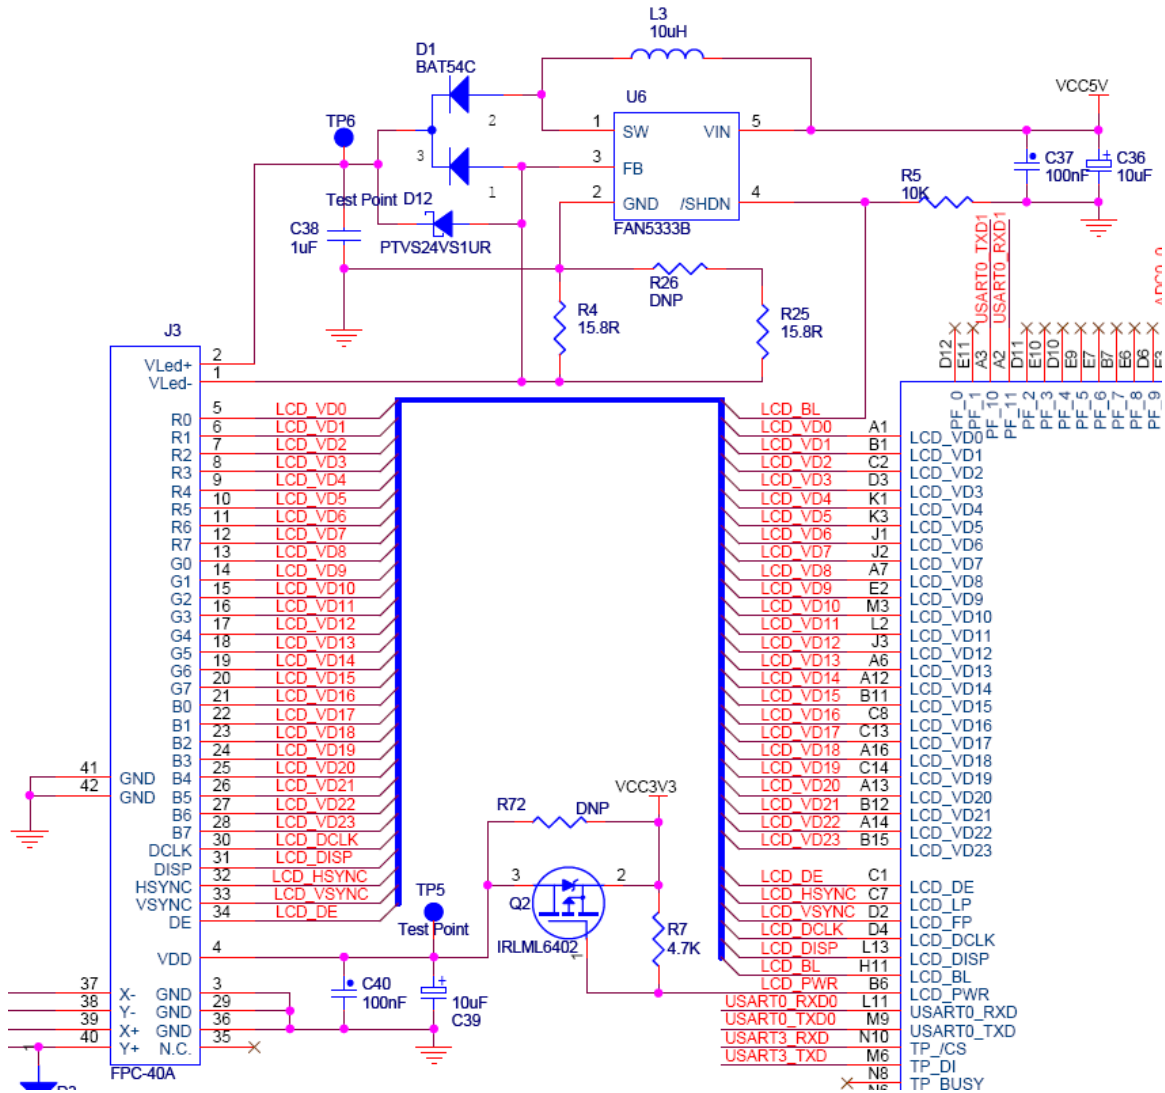 L3
10uH
D1
BAT54C
VCC5V
U6
TP6
1 SW VIN 5
2
3 FB
3
2 GND /SHDN 4
1
FAN5333B
C37
100nF
C36
10uF
R5
10K
Test Point D12
PTVS24VS1UR
C38
1uF
R26
DNP
R4
15.8R
R25
15.8R
USART0_TXD1
USART0_RXD1
ADC0_0
D12 E11 A3 A2 D11 E10 D10 E9 E7 B7 E6 D6 E3
PF_0 PF_1 PF_10 PF_11 PF_2 PF_3 PF_4 PF_5 PF_6 PF_7 PF_8 PF_9
J3
VLed+ 2
VLed- 1
R0 5 LCD_VD0
R1 6 LCD_VD1
R2 7 LCD_VD2
R3 8 LCD_VD3
R4 9 LCD_VD4
R5 10 LCD_VD5
R6 11 LCD_VD6
R7 12 LCD_VD7
G0 13 LCD_VD8
G1 14 LCD_VD9
G2 15 LCD_VD10
G3 16 LCD_VD11
G4 17 LCD_VD12
G5 18 LCD_VD13
G6 19 LCD_VD14
G7 20 LCD_VD15
B0 21 LCD_VD16
B1 22 LCD_VD17
B2 23 LCD_VD18
B3 24 LCD_VD19
B4 25 LCD_VD20
B5 26 LCD_VD21
B6 27 LCD_VD22
B7 28 LCD_VD23
DCLK 30 LCD_DCLK
DISP 31 LCD_DISP
HSYNC 32 LCD_HSYNC
VSYNC 33 LCD_VSYNC
DE 34 LCD_DE
VDD 4
41 GND
42 GND
37 X- GND 3
38 Y- GND 29
39 X+ GND 36
40 Y+ N.C. 35
FPC-40A
1
TP5
Test Point
C40
100nF
10uF
C39
VCC3V3
R72 DNP
3 2
Q2
IRLML6402
1
R7
4.7K
LCD_BL
LCD_VD0 A1 LCD_VD0
LCD_VD1 B1 LCD_VD1
LCD_VD2 C2 LCD_VD2
LCD_VD3 D3 LCD_VD3
LCD_VD4 K1 LCD_VD4
LCD_VD5 K3 LCD_VD5
LCD_VD6 J1 LCD_VD6
LCD_VD7 J2 LCD_VD7
LCD_VD8 A7 LCD_VD8
LCD_VD9 E2 LCD_VD9
LCD_VD10 M3 LCD_VD10
LCD_VD11 L2 LCD_VD11
LCD_VD12 J3 LCD_VD12
LCD_VD13 A6 LCD_VD13
LCD_VD14 A12 LCD_VD14
LCD_VD15 B11 LCD_VD15
LCD_VD16 C8 LCD_VD16
LCD_VD17 C13 LCD_VD17
LCD_VD18 A16 LCD_VD18
LCD_VD19 C14 LCD_VD19
LCD_VD20 A13 LCD_VD20
LCD_VD21 B12 LCD_VD21
LCD_VD22 A14 LCD_VD22
LCD_VD23 B15 LCD_VD23
LCD_DE C1 LCD_DE
LCD_HSYNC C7 LCD_LP
LCD_VSYNC D2 LCD_FP
LCD_DCLK D4 LCD_DCLK
LCD_DISP L13 LCD_DISP
LCD_BL H11 LCD_BL
LCD_PWR B6 LCD_PWR
USART0_RXD0 L11 USART0_RXD
USART0_TXD0 M9 USART0_TXD
USART3_RXD N10 TP_/CS
USART3_TXD M6 TP_DI
N8 TP_BUSY